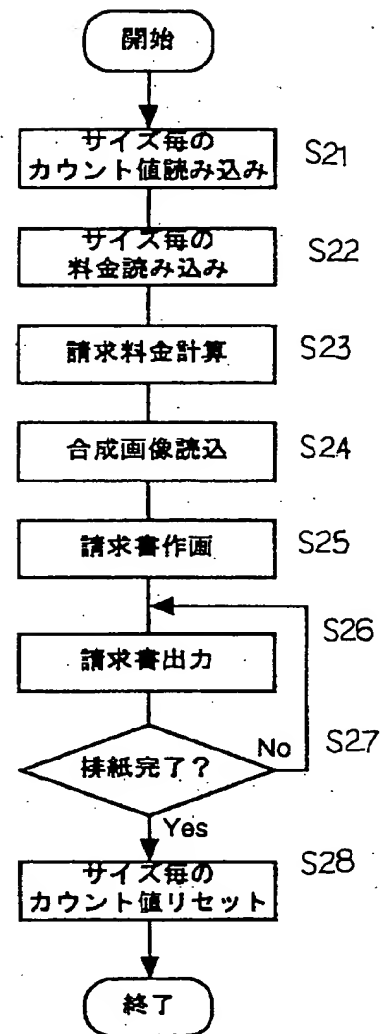 開始
サイズ毎の
カウント値読み込み
S21
サイズ毎の
料金読み込み
S22
請求料金計算
S23
合成画像読込
S24
請求書作画
S25
請求書出力
S26
排紙完了?
No
S27
Yes
サイズ毎の
カウント値リセット
S28
終了